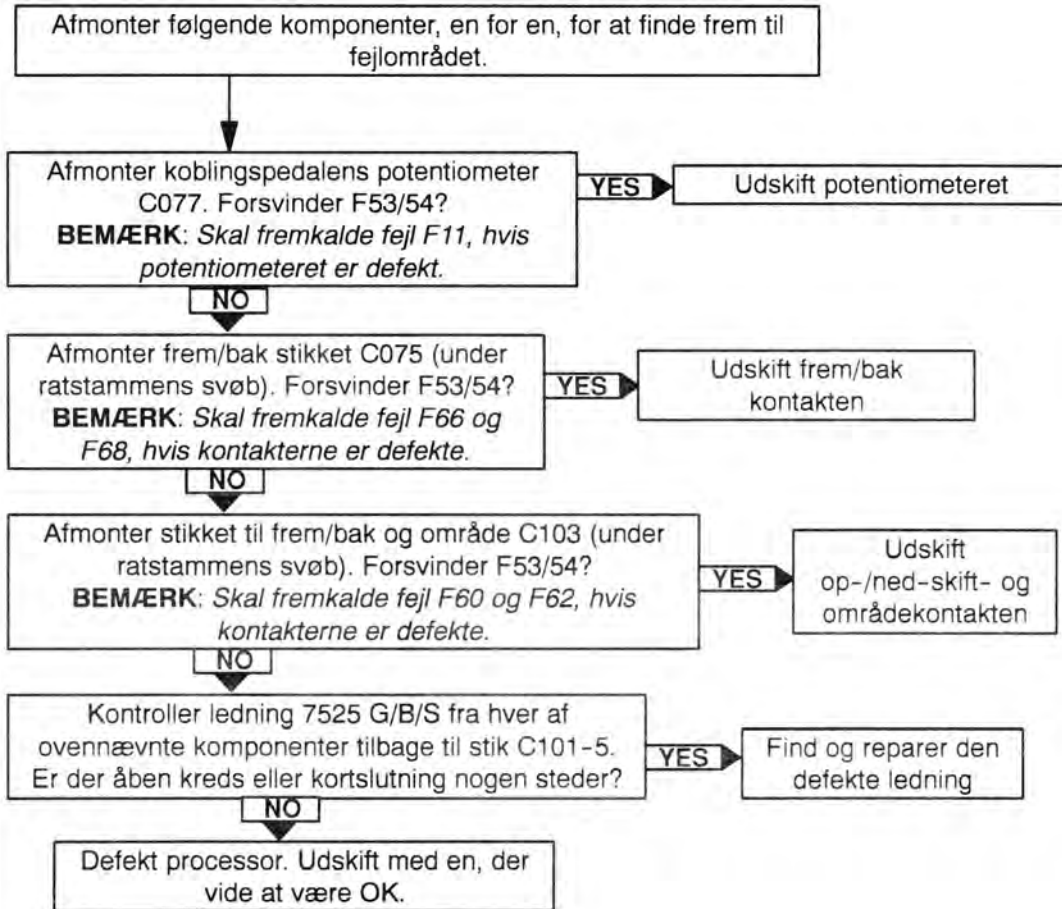 Afmonter følgende komponenter, en for en, for at finde frem til
fejlområdet.
Afmonter koblingspedalens potentiometer
C077. Forsvinder F53/54?
BEMÆRK: Skal fremkalde fejl F11, hvis
potentiometeret er defekt.
YES
Udskift potentiometeret
NO
Afmonter frem/bak stikket C075 (under
ratstammens svøb). Forsvinder F53/54?
BEMÆRK: Skal fremkalde fejl F66 og
F68, hvis kontakterne er defekte.
YES
Udskift frem/bak
kontakten
NO
Afmonter stikket til frem/bak og område C103 (under
ratstammens svøb). Forsvinder F53/54?
BEMÆRK: Skal fremkalde fejl F60 og F62, hvis
kontakterne er defekte.
YES
Udskift
op-/ned-skift- og
områdekontakten
NO
Kontroller ledning 7525 G/B/S fra hver af
ovennævnte komponenter tilbage til stik C101-5.
Er der åben kreds eller kortslutning nogen steder?
YES
Find og reparer den
defekte ledning
NO
Defekt processor. Udskift med en, der
vide at være OK.